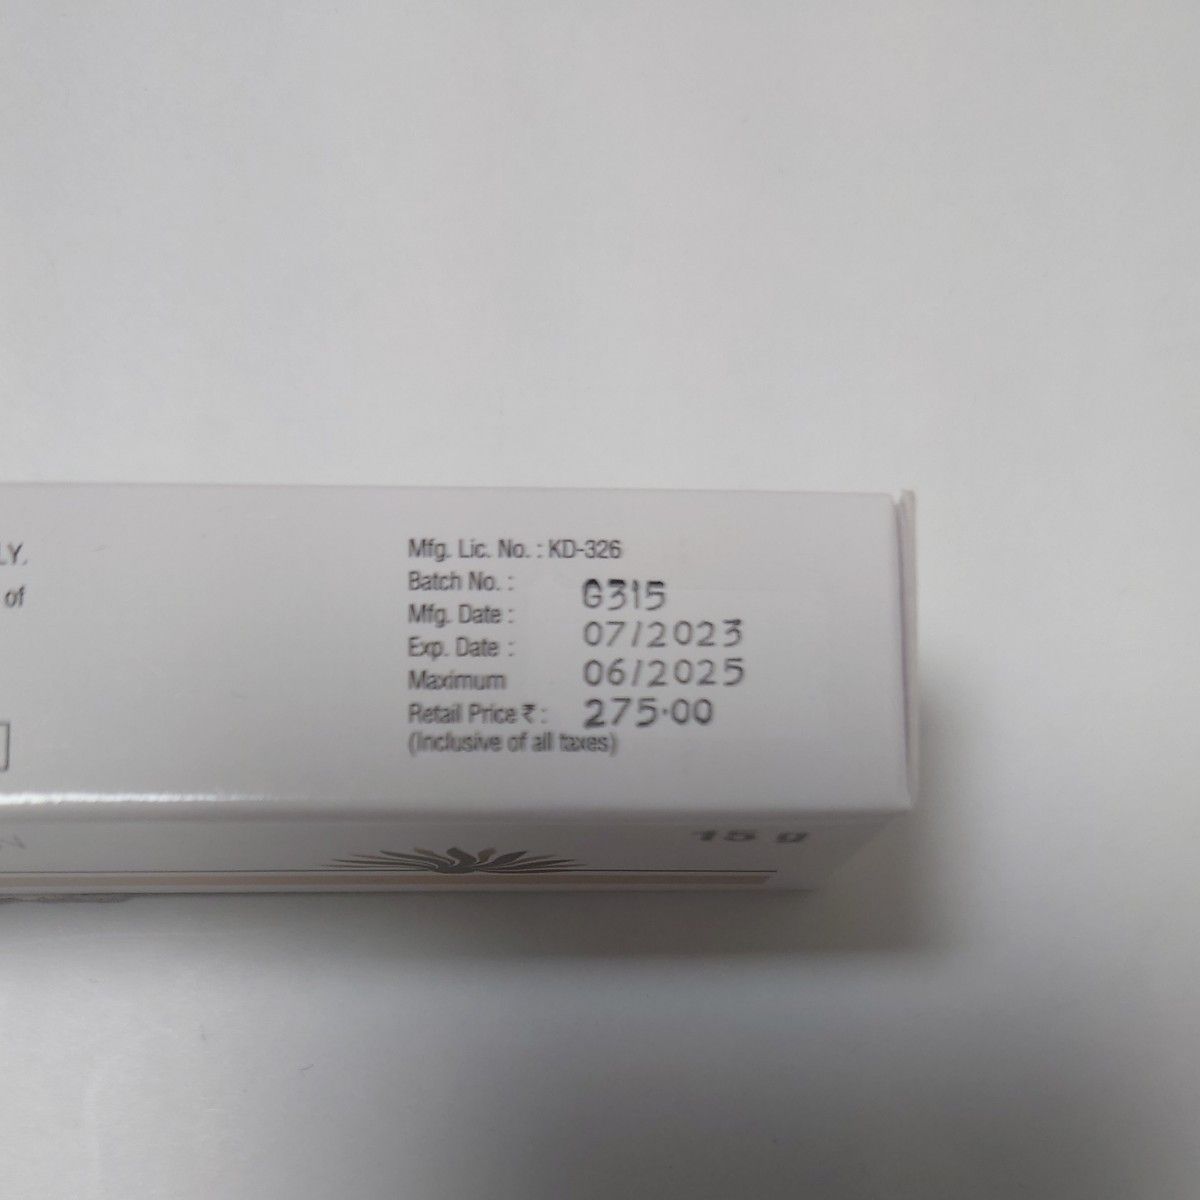 LY.
of
Mfg. Lic. No. : KD-326
Batch No. : G315
Mfg. Date : 07/2023
Exp. Date : 06/2025
Maximum
Retail Price ₹ : 275.00
(Inclusive of all taxes)
15 g